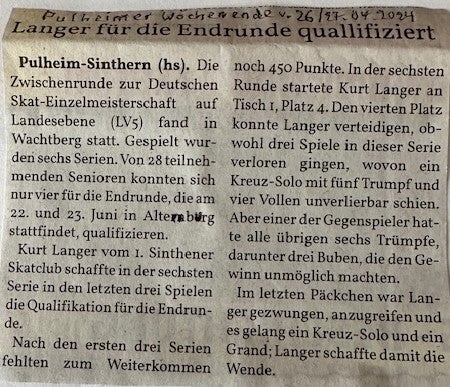 Pulheimer Wochenende v. 26/27.04.2024
Langer für die Endrunde quallifiziert
Pulheim-Sinthern (hs). Die
Zwischenrunde zur Deutschen
Skat-Einzelmeisterschaft auf
Landesebene (LV5) fand in
Wachtberg statt. Gespielt wur-
den sechs Serien. Von 28 teilneh-
menden Senioren konnten sich
nur vier für die Endrunde, die am
22. und 23. Juni in Altenburg
stattfindet, qualifizieren.
Kurt Langer vom 1. Sinthener
Skatclub schaffte in der sechsten
Serie in den letzten drei Spielen
die Qualifikation für die Endrun-
de.
Nach den ersten drei Serien
fehlten zum Weiterkommen
noch 450 Punkte. In der sechsten
Runde startete Kurt Langer an
Tisch 1, Platz 4. Den vierten Platz
konnte Langer verteidigen, ob-
wohl drei Spiele in dieser Serie
verloren gingen, wovon ein
Kreuz-Solo mit fünf Trumpf und
vier Vollen unverlierbar schien.
Aber einer der Gegenspieler hat-
te alle übrigen sechs Trümpfe,
darunter drei Buben, die den Ge-
winn unmöglich machten.
Im letzten Päckchen war Lan-
ger gezwungen, anzugreifen und
es gelang ein Kreuz-Solo und ein
Grand; Langer schaffte damit die
Wende.